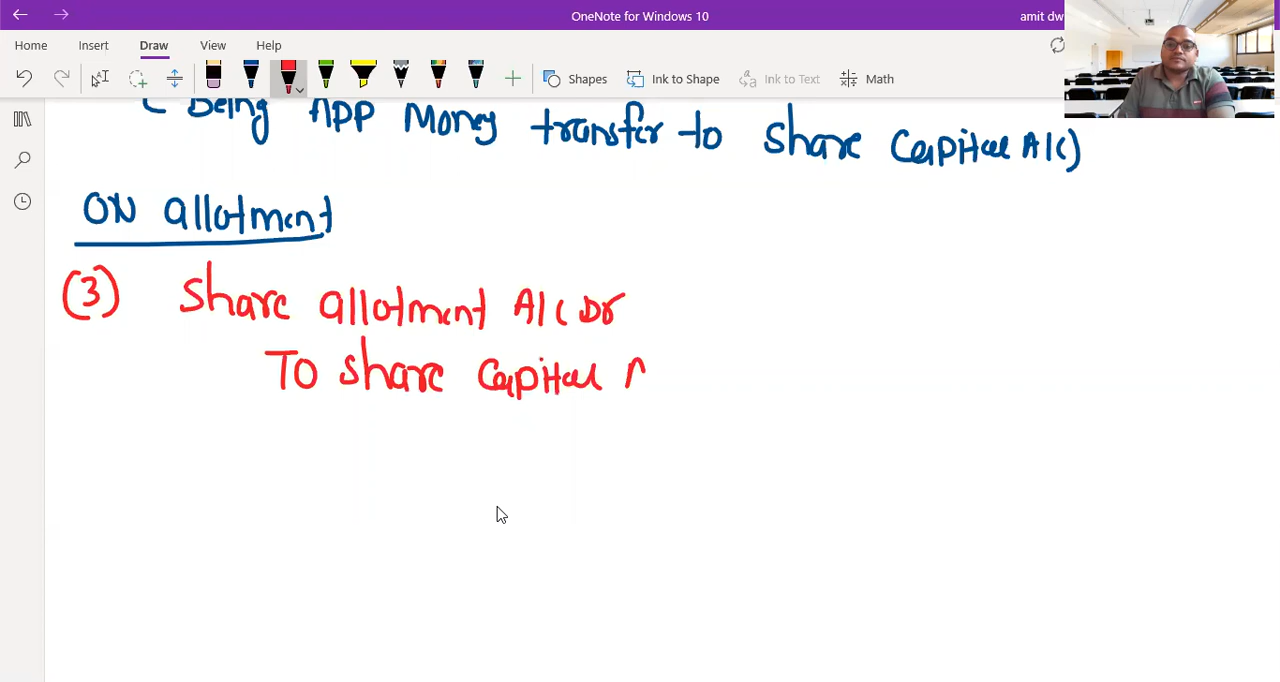 OneNote for Windows 10
amit dw
Home Insert Draw View Help
Shapes Ink to Shape Ink to Text Math
( Being APP Money transfer to share Capital A/C)
ON allotment
(3) share allotment A/C Dr
To share Capital